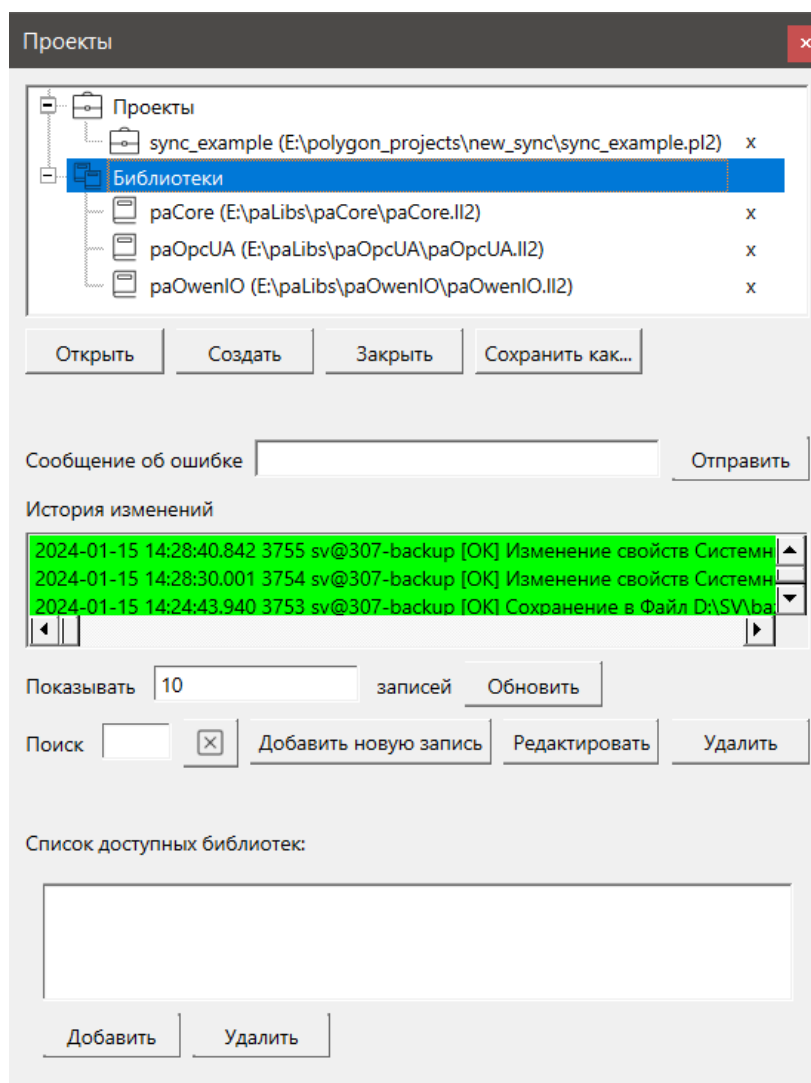 Проекты
Проекты
sync_example (E:\polygon_projects\new_sync\sync_example.pl2) x
Библиотеки
paCore (E:\paLibs\paCore\paCore.ll2) x
paOpcUA (E:\paLibs\paOpcUA\paOpcUA.ll2) x
paOwenIO (E:\paLibs\paOwenIO\paOwenIO.ll2) x
Открыть Создать Закрыть Сохранить как...
Сообщение об ошибке Отправить
История изменений
2024-01-15 14:28:40.842 3755 sv@307-backup [OK] Изменение свойств Системн
2024-01-15 14:28:30.001 3754 sv@307-backup [OK] Изменение свойств Системн
2024-01-15 14:24:43.940 3753 sv@307-backup [OK] Сохранение в Файл D:\SV\ba
Показывать 10 записей Обновить
Поиск Добавить новую запись Редактировать Удалить
Список доступных библиотек:
Добавить Удалить